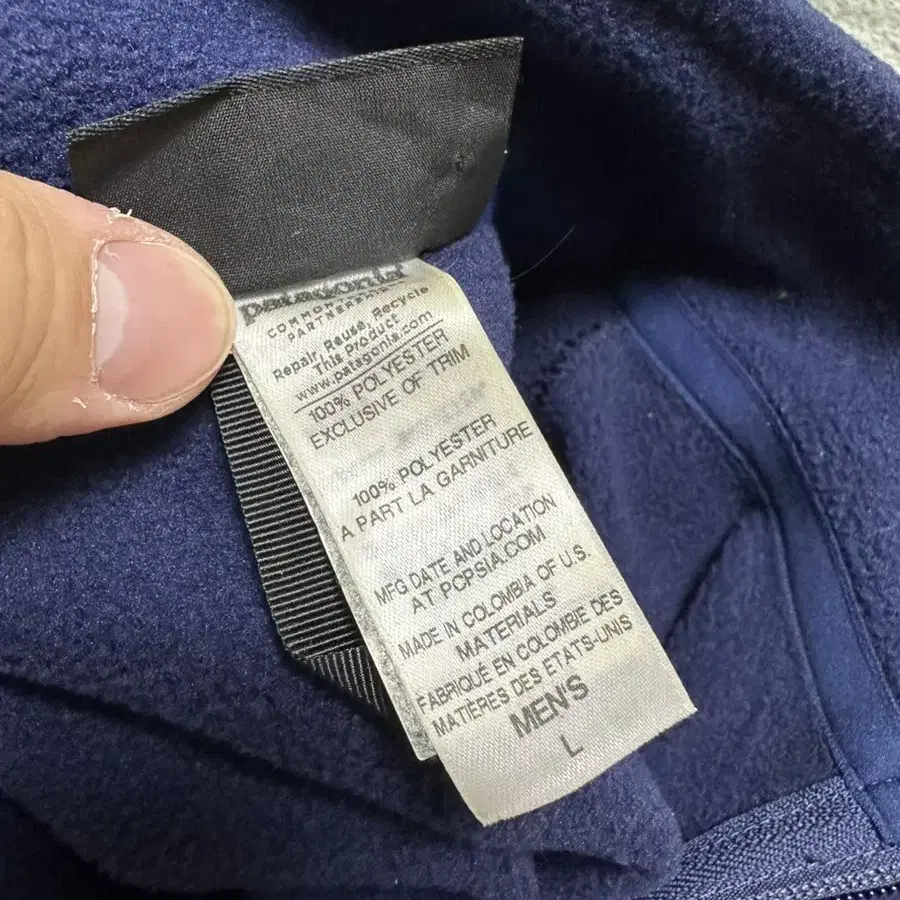 patagonia
COMMON THREADS
PARTNERSHIP
Repair, Reuse, Recycle
This Product
www.patagonia.com
100% POLYESTER
EXCLUSIVE OF TRIM
100% POLYESTER
A PART LA GARNITURE
MFG DATE AND LOCATION
AT PCPSIA.COM
MADE IN COLOMBIA OF U.S.
MATERIALS
FABRIQUÉ EN COLOMBIE DES
MATIÈRES DES ETATS-UNIS
MEN'S
L